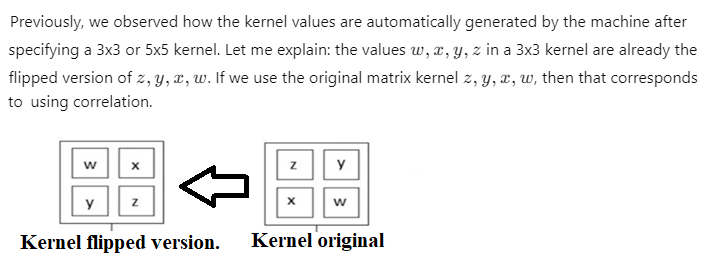 Previously, we observed how the kernel values are automatically generated by the machine after
specifying a 3x3 or 5x5 kernel. Let me explain: the values w, x, y, z in a 3x3 kernel are already the
flipped version of z, y, x, w. If we use the original matrix kernel z, y, x, w, then that corresponds
to using correlation.
w x
y z
z y
x w
Kernel flipped version.
Kernel original